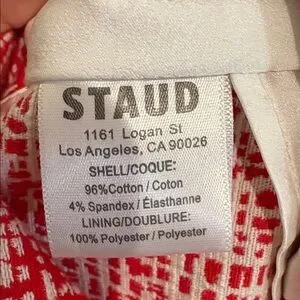 STAUD
1161 Logan St
Los Angeles, CA 90026
SHELL/COQUE:
96%Cotton / Coton
4% Spandex / Élasthanne
LINING/DOUBLURE:
100% Polyester / Polyester